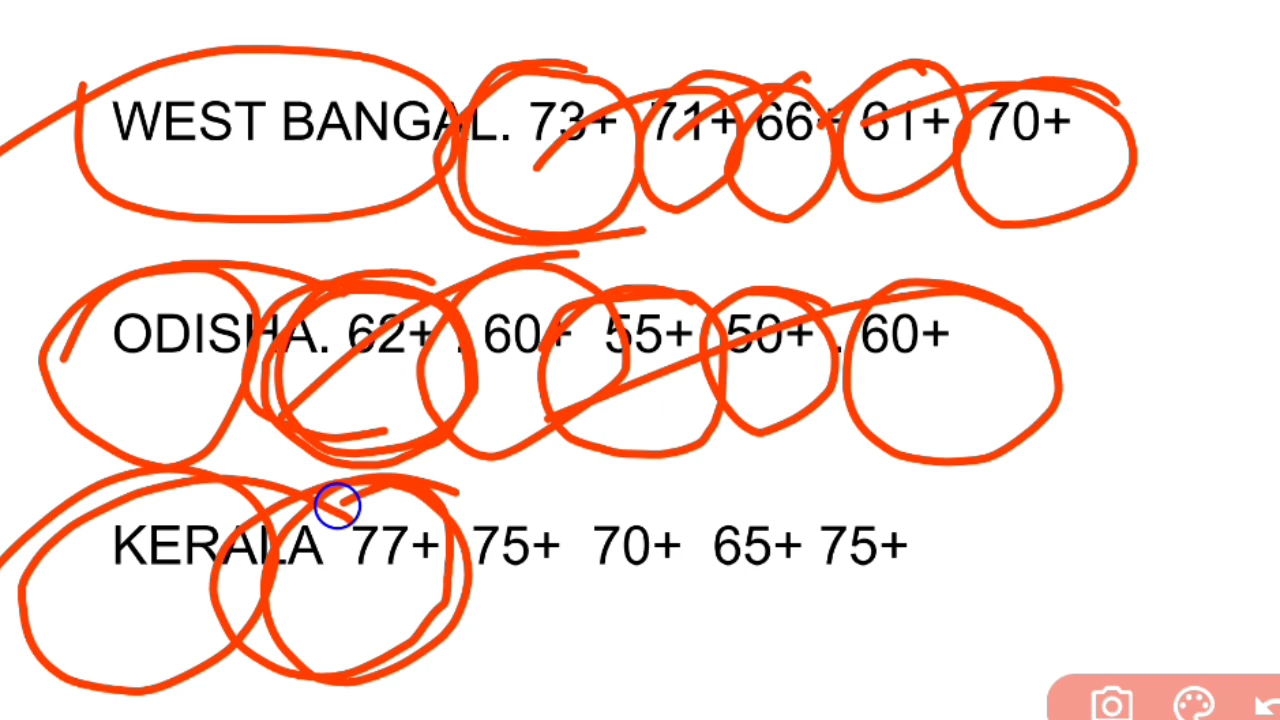 WEST BANGAL. 73+ 71+ 66+ 61+ 70+
ODISHA. 62+ . 60+ 55+ 50+ . 60+
KERALA 77+ 75+ 70+ 65+ 75+